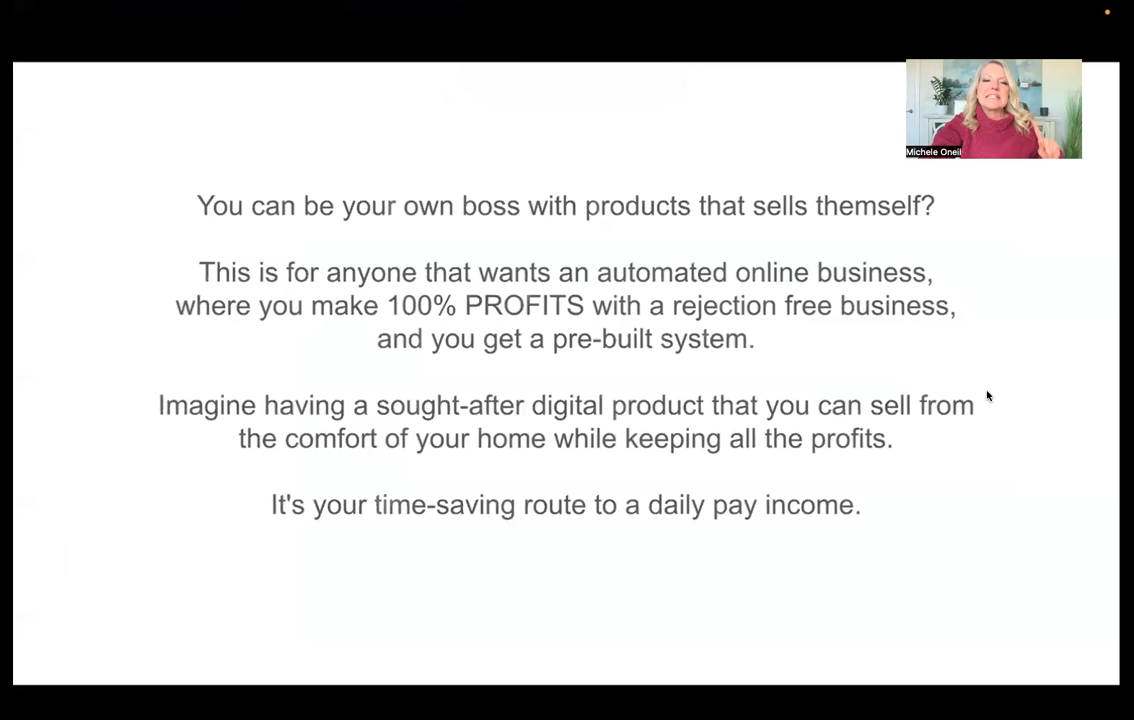 Michele Oneil
You can be your own boss with products that sells themself?
This is for anyone that wants an automated online business,
where you make 100% PROFITS with a rejection free business,
and you get a pre-built system.
Imagine having a sought-after digital product that you can sell from
the comfort of your home while keeping all the profits.
It's your time-saving route to a daily pay income.